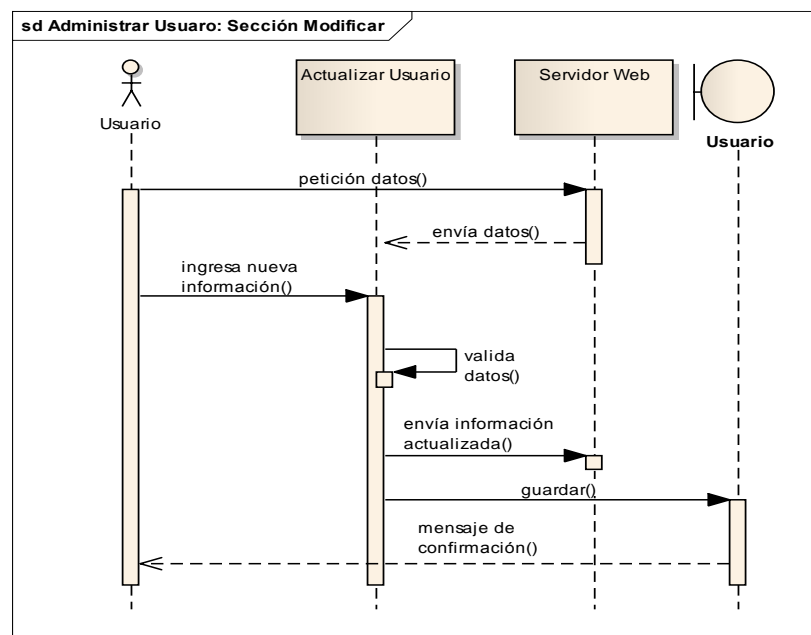 sd Administrar Usuaro: Sección Modificar
Usuario
Actualizar Usuario
Servidor Web
Usuario
petición datos()
envía datos()
ingresa nueva
información()
valida
datos()
envía información
actualizada()
guardar()
mensaje de
confirmación()